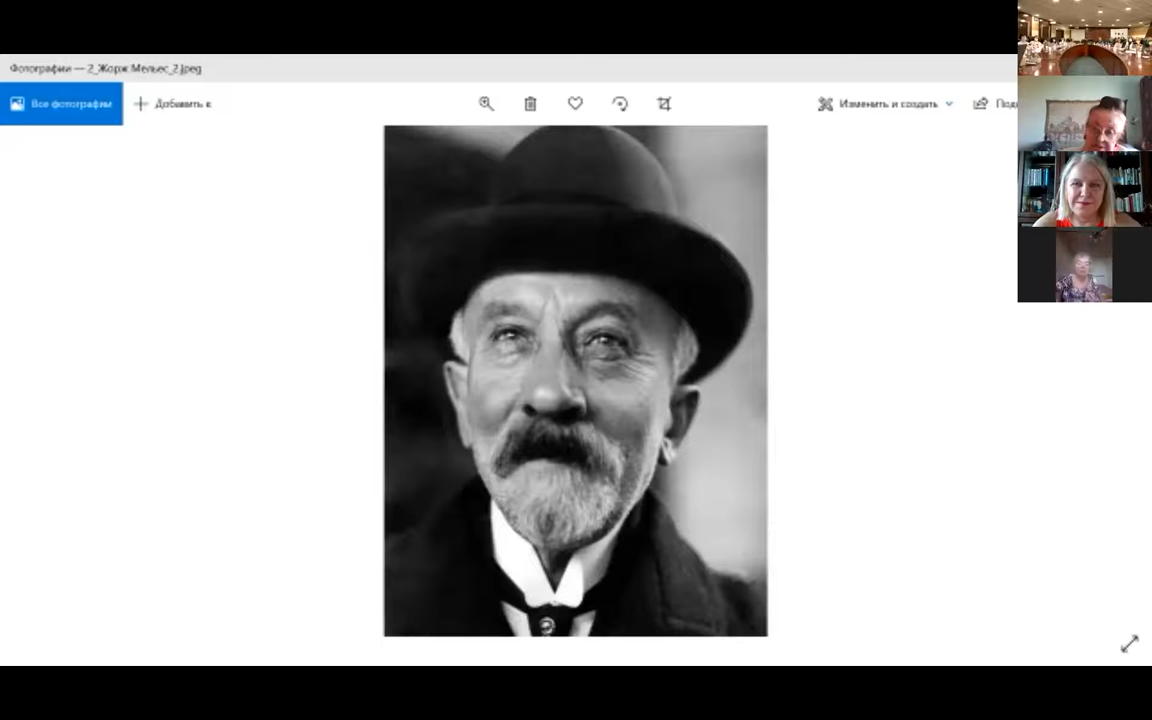 Фотографии — 2_Жорж Мельес_2.jpeg
Все фотографии
Добавить в
Изменить и создать